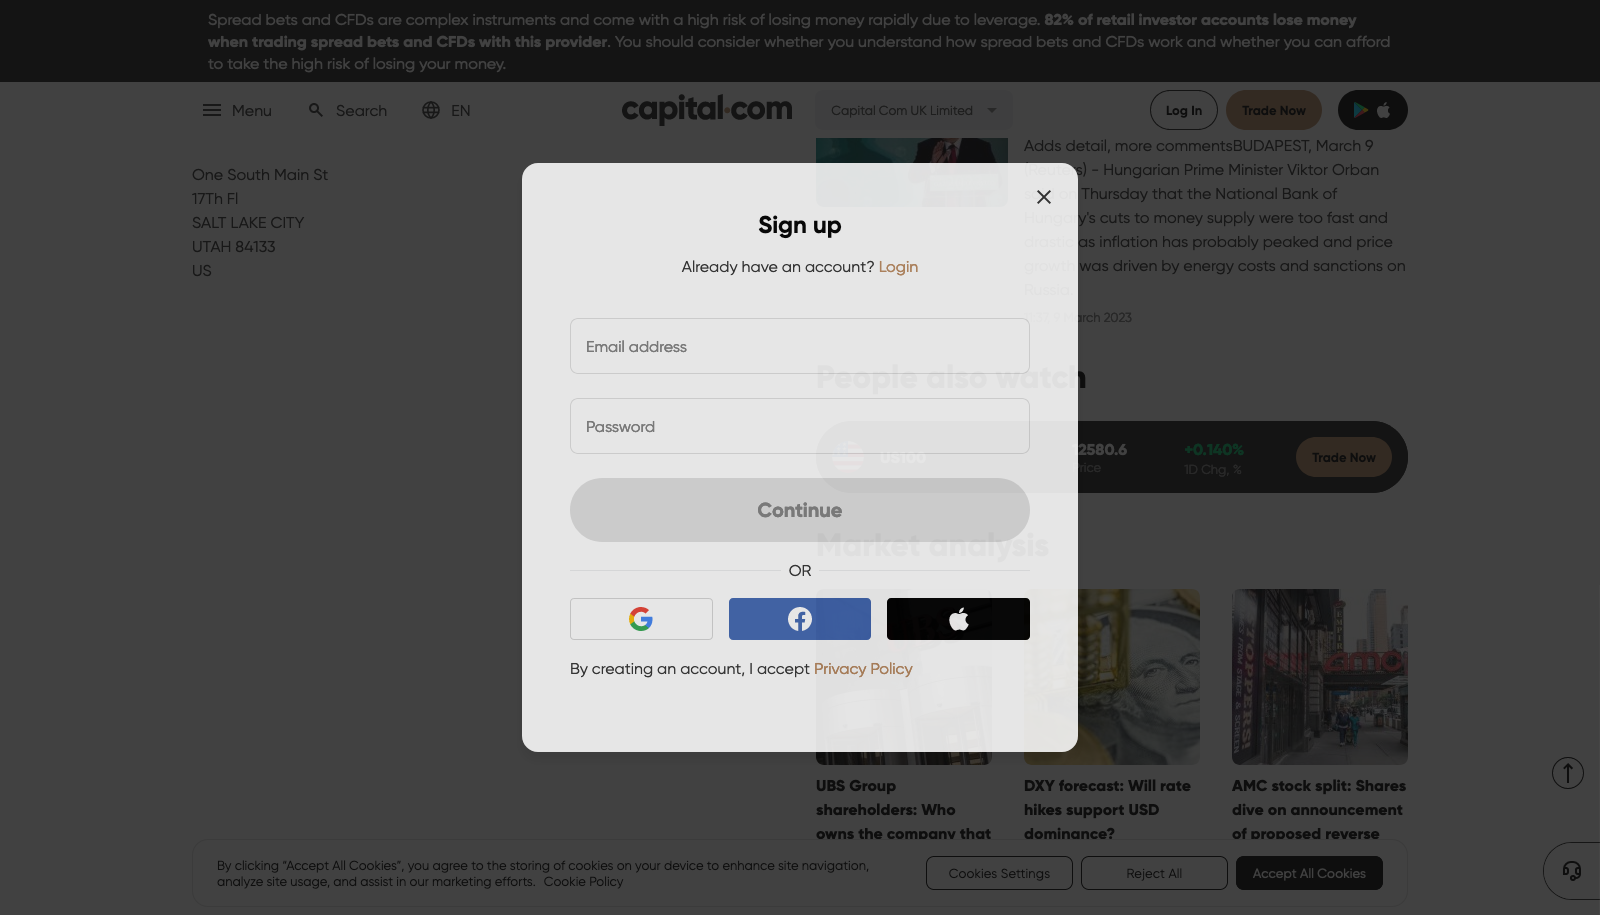 Spread bets and CFDs are complex instruments and come with a high risk of losing money rapidly due to leverage. 82% of retail investor accounts lose money
when trading spread bets and CFDs with this provider. You should consider whether you understand how spread bets and CFDs work and whether you can afford
to take the high risk of losing your money.
Menu
Search
EN
capital.com
Capital Com UK Limited
Log In
Trade Now
One South Main St
17Th Fl
SALT LAKE CITY
UTAH 84133
US
Adds detail, more commentsBUDAPEST, March 9
(Reuters) - Hungarian Prime Minister Viktor Orban
Thursday that the National Bank of
Hungary's cuts to money supply were too fast and
drastic as inflation has probably peaked and price
growth was driven by energy costs and sanctions on
Russia.
March 2023
Sign up
Already have an account? Login
Email address
Password
Continue
OR
By creating an account, I accept Privacy Policy
People also watch
US100
12580.6
Price
+0.140%
1D Chg, %
Trade Now
Market analysis
UBS Group
shareholders: Who
owns the company that
DXY forecast: Will rate
hikes support USD
dominance?
AMC stock split: Shares
dive on announcement
of proposed reverse
By clicking “Accept All Cookies”, you agree to the storing of cookies on your device to enhance site navigation,
analyze site usage, and assist in our marketing efforts. Cookie Policy
Cookies Settings
Reject All
Accept All Cookies